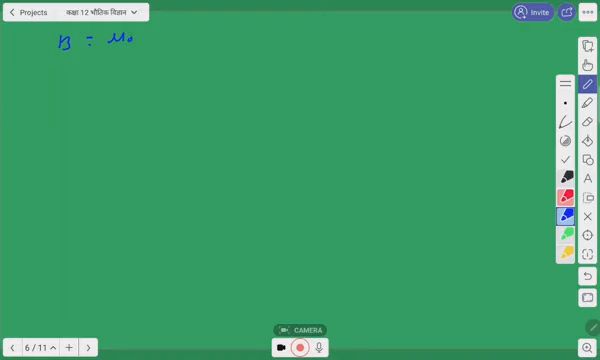 Projects कक्षा 12 भौतिक विज्ञान Invite
B = μ₀
A
CAMERA
6 / 11